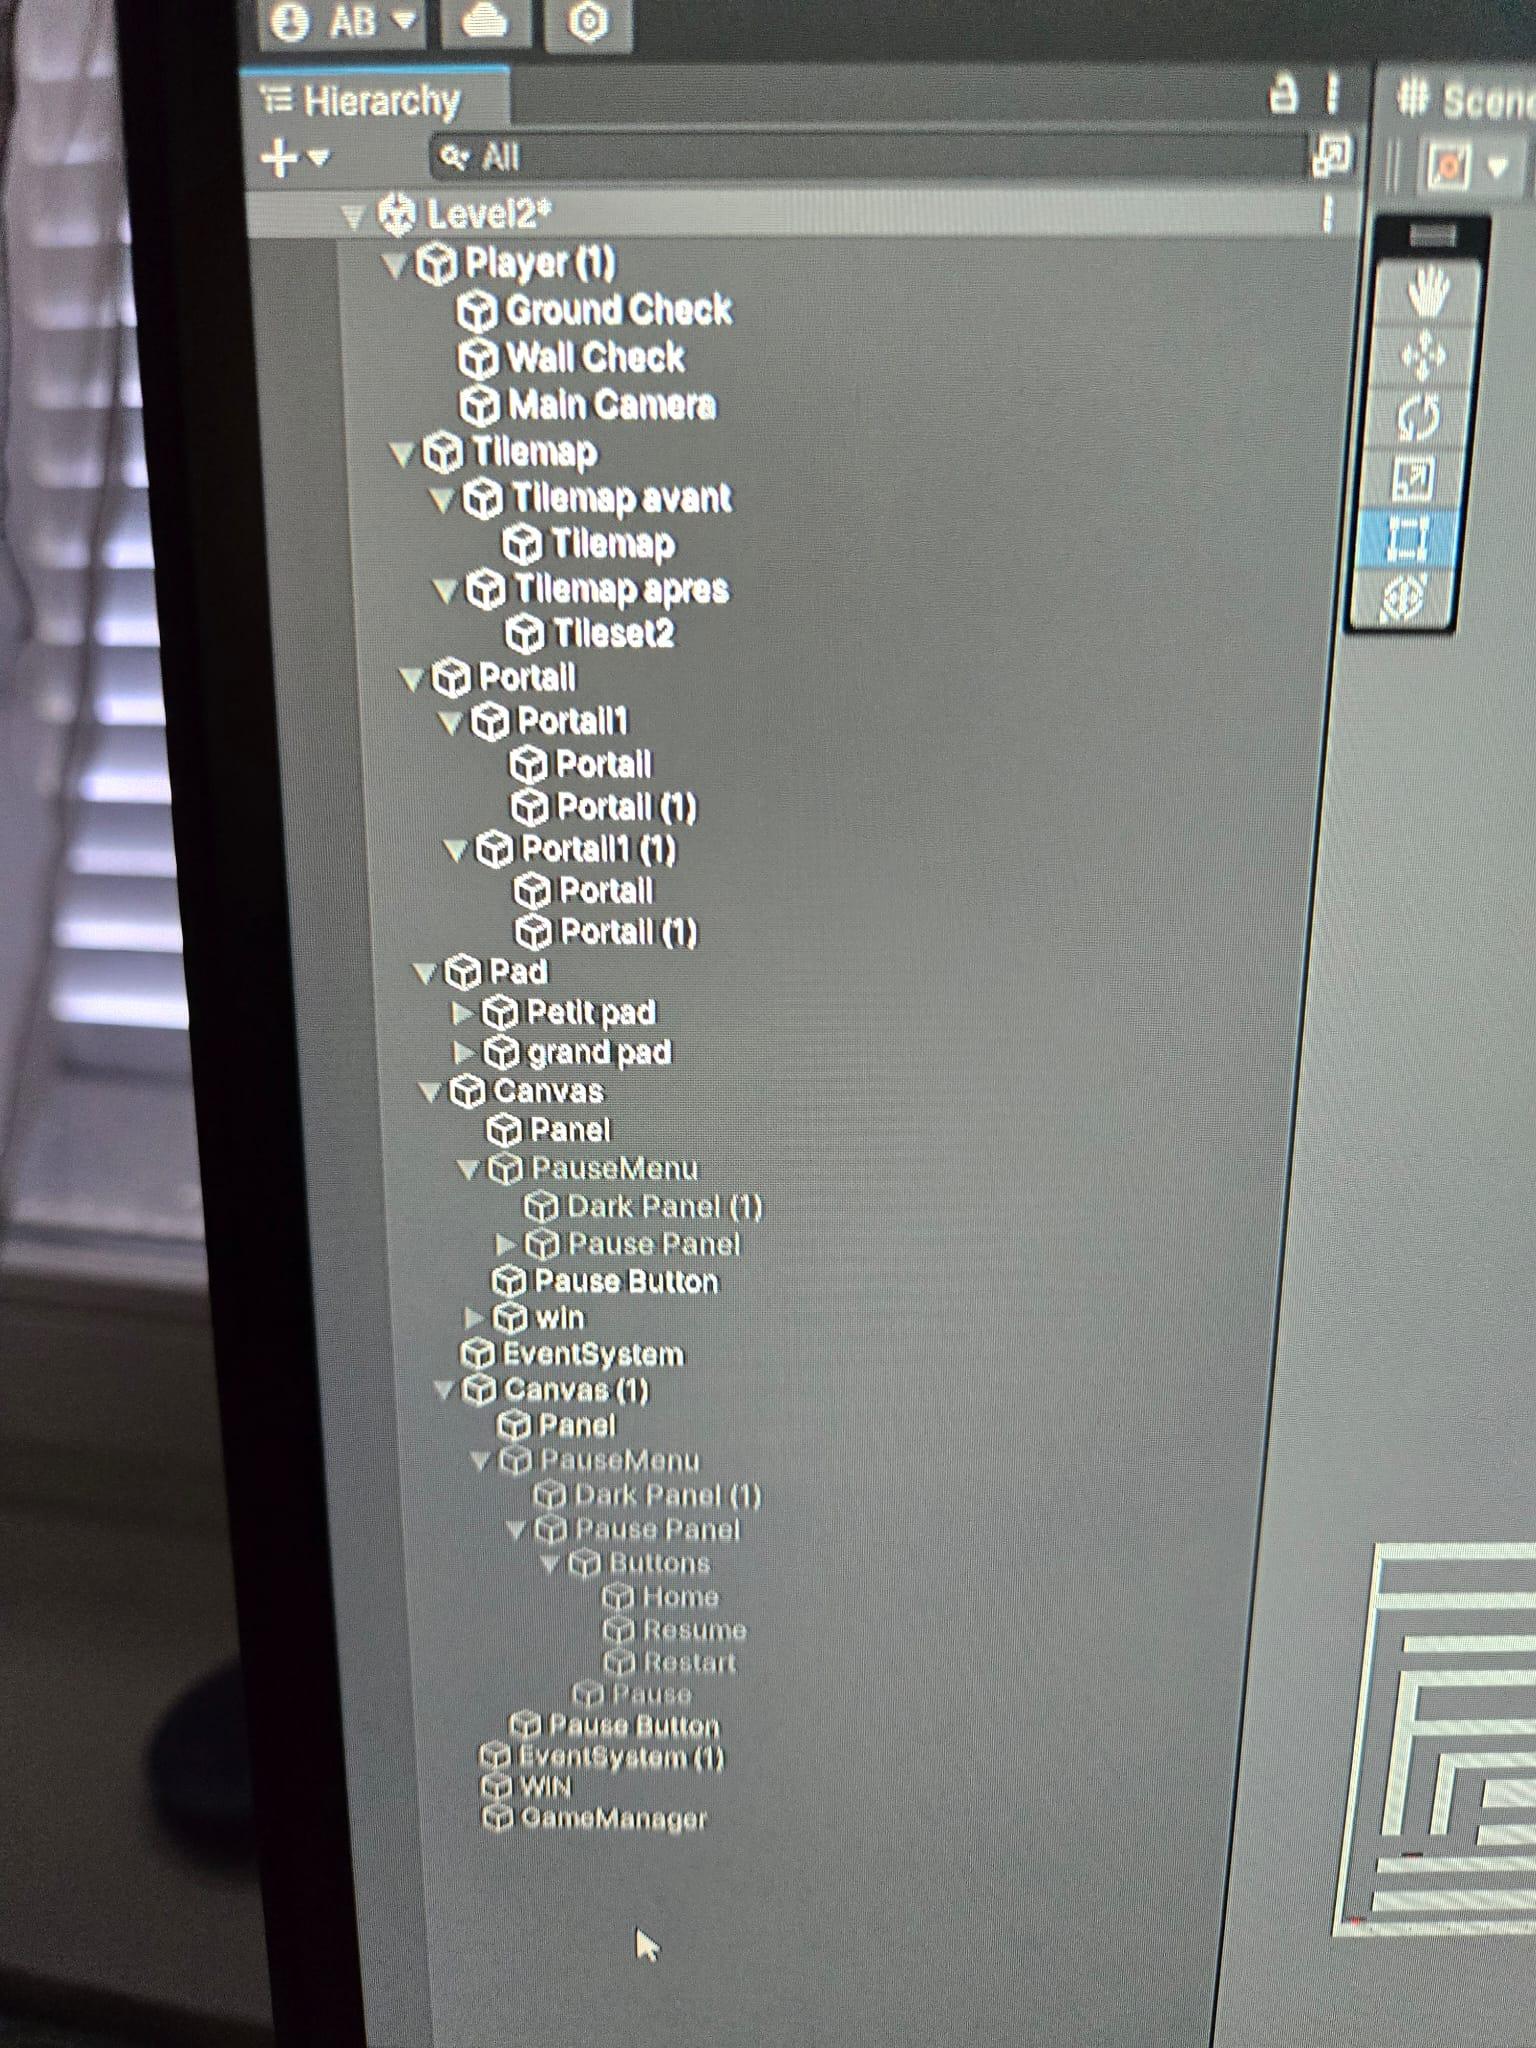 AB
Hierarchy
Scen
All
Level2*
Player (1)
Ground Check
Wall Check
Main Camera
Tilemap
Tilemap avant
Tilemap
Tilemap apres
Tileset2
Portail
Portail1
Portail
Portail (1)
Portail1 (1)
Portail
Portail (1)
Pad
Petit pad
grand pad
Canvas
Panel
PauseMenu
Dark Panel (1)
Pause Panel
Pause Button
win
EventSystem
Canvas (1)
Panel
PauseMenu
Dark Panel (1)
Pause Panel
Buttons
Home
Resume
Restart
Pause
Pause Button
EventSystem (1)
WIN
GameManager